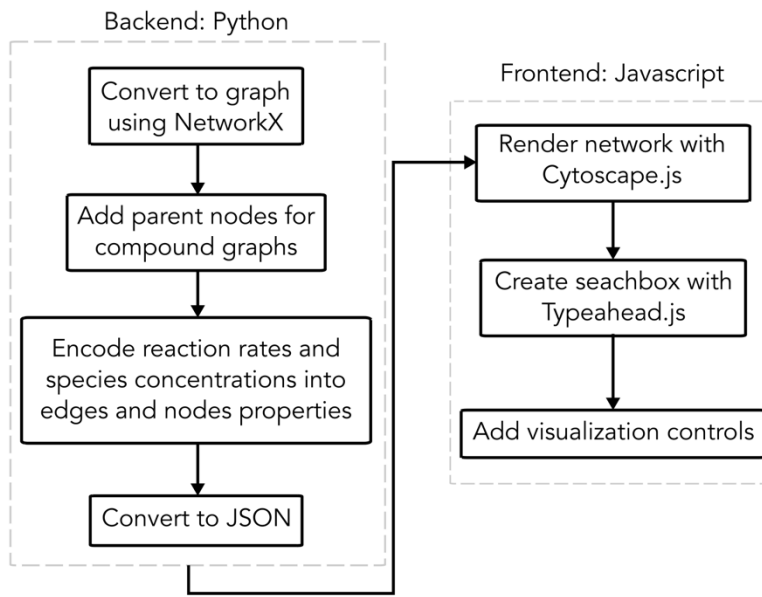 Backend: Python
Convert to graph
using NetworkX
Add parent nodes for
compound graphs
Encode reaction rates and
species concentrations into
edges and nodes properties
Convert to JSON
Frontend: Javascript
Render network with
Cytoscape.js
Create seachbox with
Typeahead.js
Add visualization controls